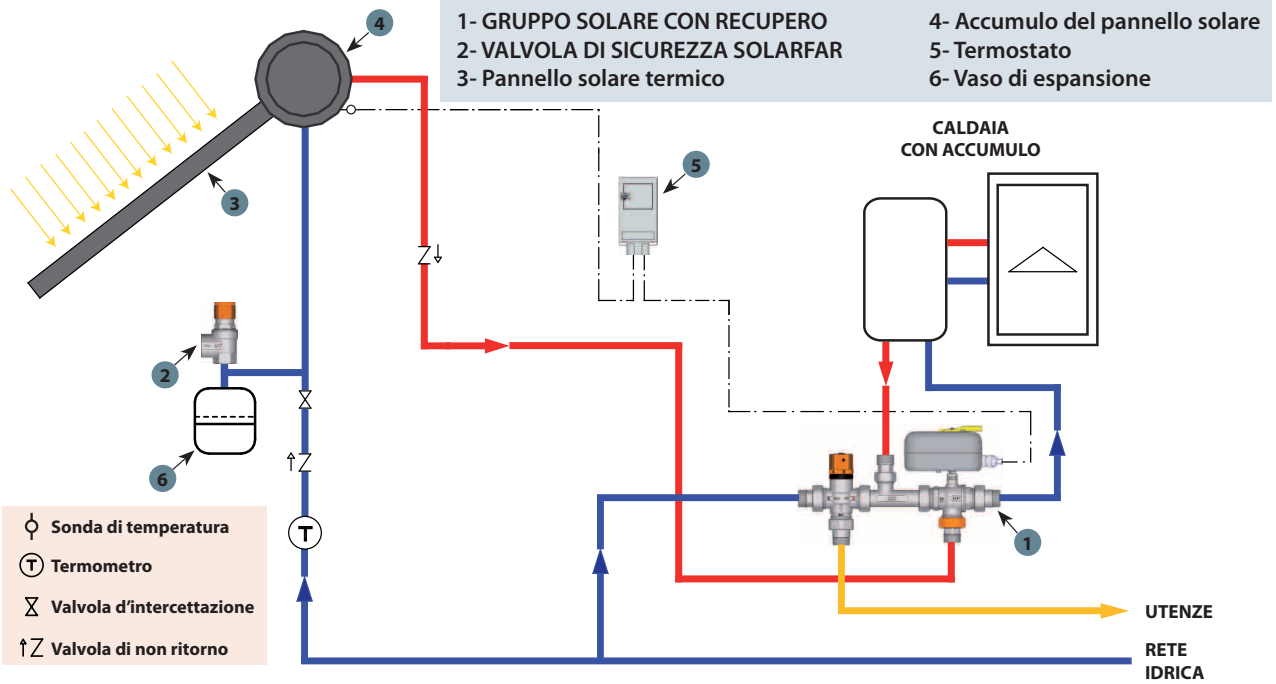 1- GRUPPO SOLARE CON RECUPERO
2- VALVOLA DI SICUREZZA SOLARFAR
3- Pannello solare termico
4- Accumulo del pannello solare
5- Termostato
6- Vaso di espansione
4
3
5
CALDAIA
CON ACCUMULO
2
6
1
T
Sonda di temperatura
T Termometro
Valvola d'intercettazione
Valvola di non ritorno
UTENZE
RETE
IDRICA